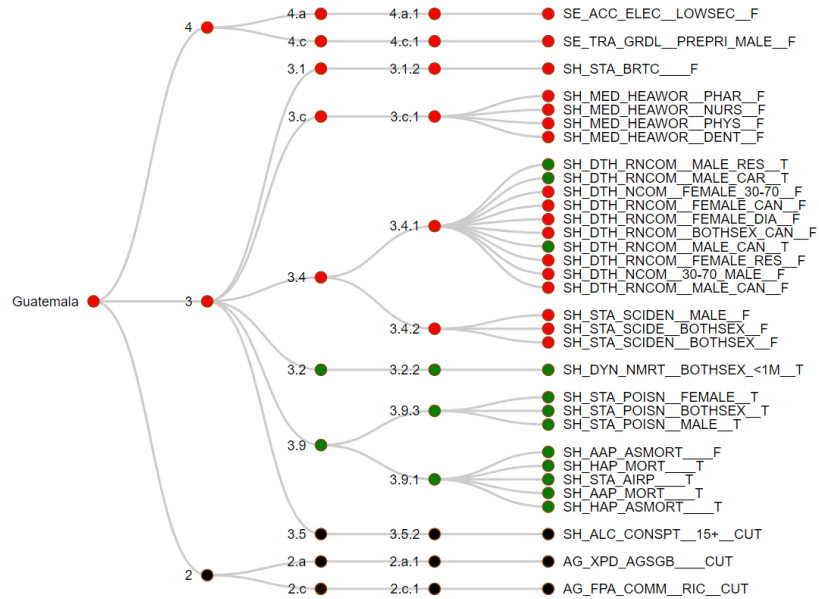 4 4.a 4.a.1 SE_ACC_ELEC__LOWSEC__F
4.c 4.c.1 SE_TRA_GRDL__PREPRI_MALE__F
3.1 3.1.2 SH_STA_BRTC____F
SH_MED_HEAWOR__PHAR__F
3.c 3.c.1 SH_MED_HEAWOR__NURS__F
SH_MED_HEAWOR__PHYS__F
SH_MED_HEAWOR__DENT__F
SH_DTH_RNCOM__MALE_RES__T
SH_DTH_RNCOM__MALE_CAR__T
SH_DTH_NCOM__FEMALE_30-70__F
SH_DTH_RNCOM__FEMALE_CAN__F
3.4.1 SH_DTH_RNCOM__FEMALE_DIA__F
SH_DTH_RNCOM__BOTHSEX_CAN__F
SH_DTH_RNCOM__MALE_CAN__T
SH_DTH_RNCOM__FEMALE_RES__F
3.4 SH_DTH_NCOM__30-70_MALE__F
SH_DTH_RNCOM__MALE_CAN__F
Guatemala 3
SH_STA_SCIDEN__MALE__F
3.4.2 SH_STA_SCIDE__BOTHSEX__F
SH_STA_SCIDEN__BOTHSEX__F
3.2 3.2.2 SH_DYN_NMRT__BOTHSEX_<1M__T
SH_STA_POISN__FEMALE__T
3.9.3 SH_STA_POISN__BOTHSEX__T
SH_STA_POISN__MALE__T
3.9 SH_AAP_ASMORT____F
SH_HAP_MORT____T
3.9.1 SH_STA_AIRP____T
SH_AAP_MORT____T
SH_HAP_ASMORT____T
3.5 3.5.2 SH_ALC_CONSPT__15+__CUT
2.a 2.a.1 AG_XPD_AGSGB____CUT
2
2.c 2.c.1 AG_FPA_COMM__RIC__CUT